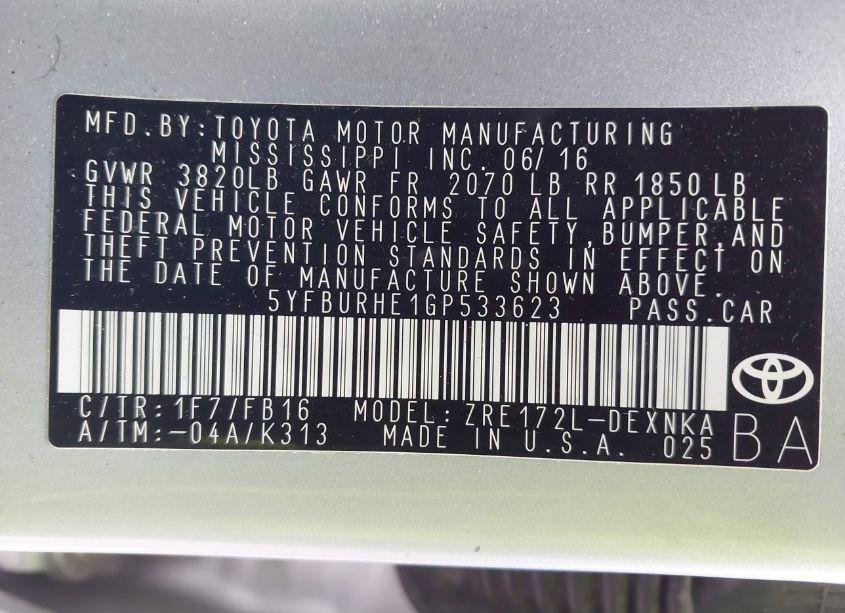 MFD.BY:TOYOTA MOTOR MANUFACTURING
MISSISSIPPI INC. 06/16
GVWR 3820LB GAWR FR 2070LB RR 1850LB
THIS VEHICLE CONFORMS TO ALL APPLICABLE
FEDERAL MOTOR VEHICLE SAFETY,BUMPER,AND
THEFT PREVENTION STANDARDS IN EFFECT ON
THE DATE OF MANUFACTURE SHOWN ABOVE.
5YFBURHE1GP533623 PASS.CAR
C/TR:1F7/FB16 MODEL:ZRE172L-DEXNKA
A/TM:-04A/K313 MADE IN U.S.A. 025 BA